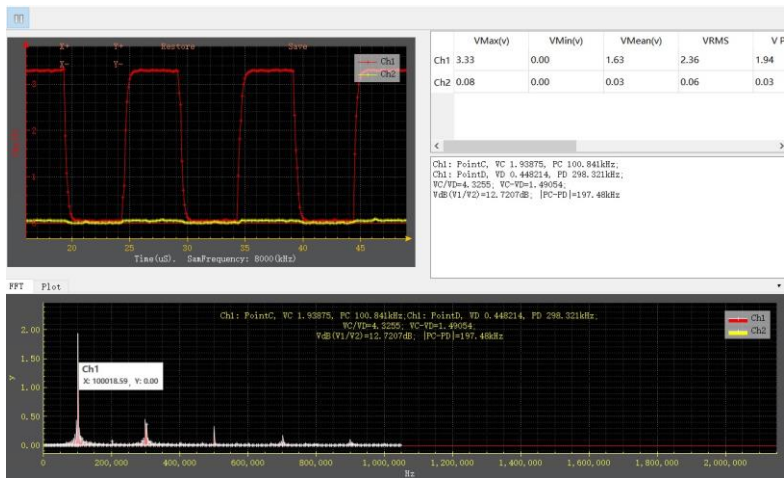 X+ Y+ Restore Save
X- Y-
Ch1
Ch2
3
2
1
20 25 30 35 40 45
Time(uS). SamFrequency: 8000(kHz)
VMax(v) VMin(v) VMean(v) VRMS V P
Ch1 3.33 0.00 1.63 2.36 1.94
Ch2 0.08 0.00 0.03 0.06 0.03
Ch1: PointC, VC 1.93875, PC 100.841kHz;
Ch1: PointD, VD 0.448214, PD 298.321kHz;
VC/VD=4.3255; VC-VD=1.49054;
VdB(V1/V2)=12.7207dB; |PC-PD|=197.48kHz
FFT Plot
Ch1: PointC, VC 1.93875, PC 100.841kHz;Ch1: PointD, VD 0.448214, PD 298.321kHz;
VC/VD=4.3255; VC-VD=1.49054;
VdB(V1/V2)=12.7207dB; |PC-PD|=197.48kHz
Ch1
Ch2
2.00
1.50
1.00
0.50
0.00
y
Ch1
X: 100018.59, Y: 0.00
0 200,000 400,000 600,000 800,000 1,000,000 1,200,000 1,400,000 1,600,000 1,800,000 2,000,000
Hz